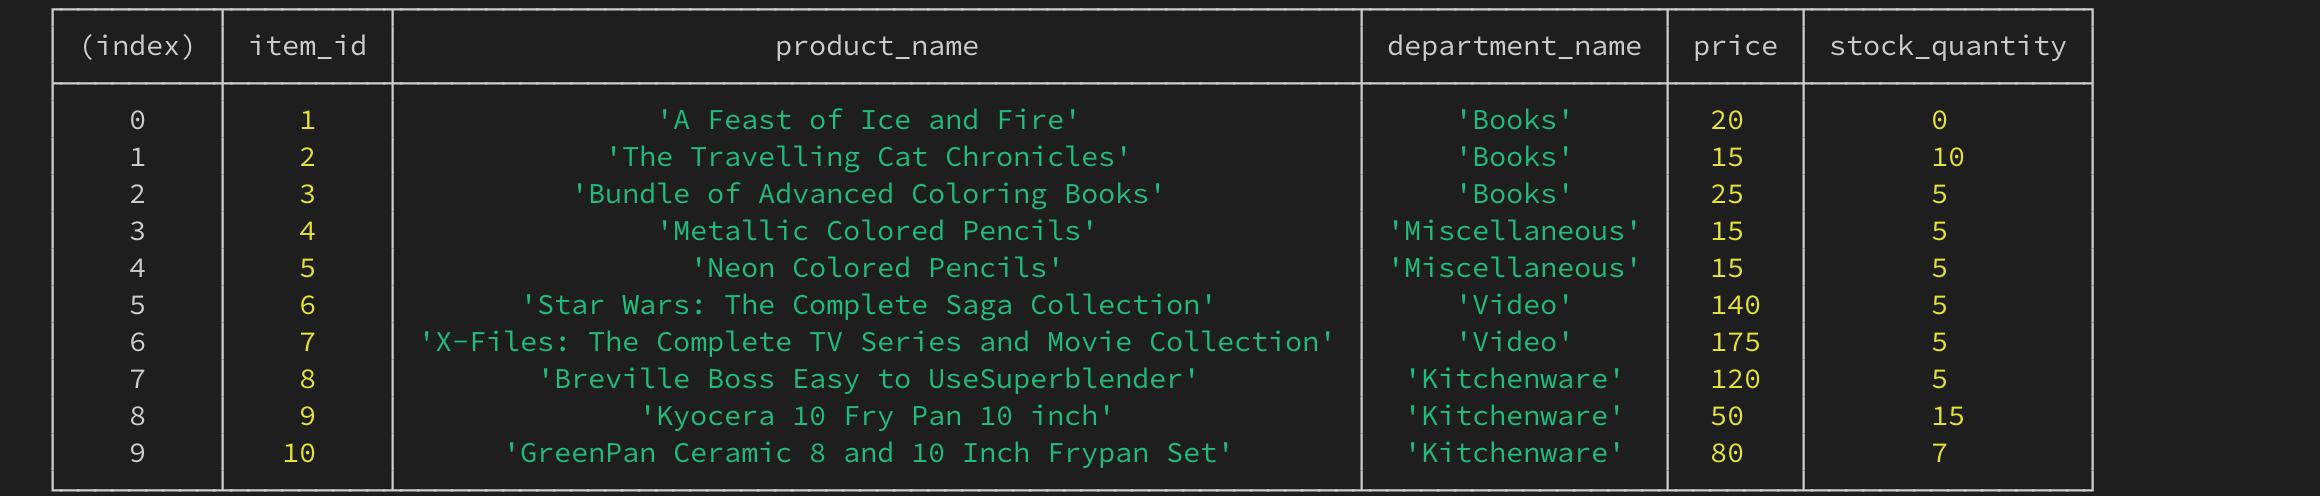 (index) item_id product_name department_name price stock_quantity
0 1 'A Feast of Ice and Fire' 'Books' 20 0
1 2 'The Travelling Cat Chronicles' 'Books' 15 10
2 3 'Bundle of Advanced Coloring Books' 'Books' 25 5
3 4 'Metallic Colored Pencils' 'Miscellaneous' 15 5
4 5 'Neon Colored Pencils' 'Miscellaneous' 15 5
5 6 'Star Wars: The Complete Saga Collection' 'Video' 140 5
6 7 'X-Files: The Complete TV Series and Movie Collection' 'Video' 175 5
7 8 'Breville Boss Easy to UseSuperblender' 'Kitchenware' 120 5
8 9 'Kyocera 10 Fry Pan 10 inch' 'Kitchenware' 50 15
9 10 'GreenPan Ceramic 8 and 10 Inch Frypan Set' 'Kitchenware' 80 7